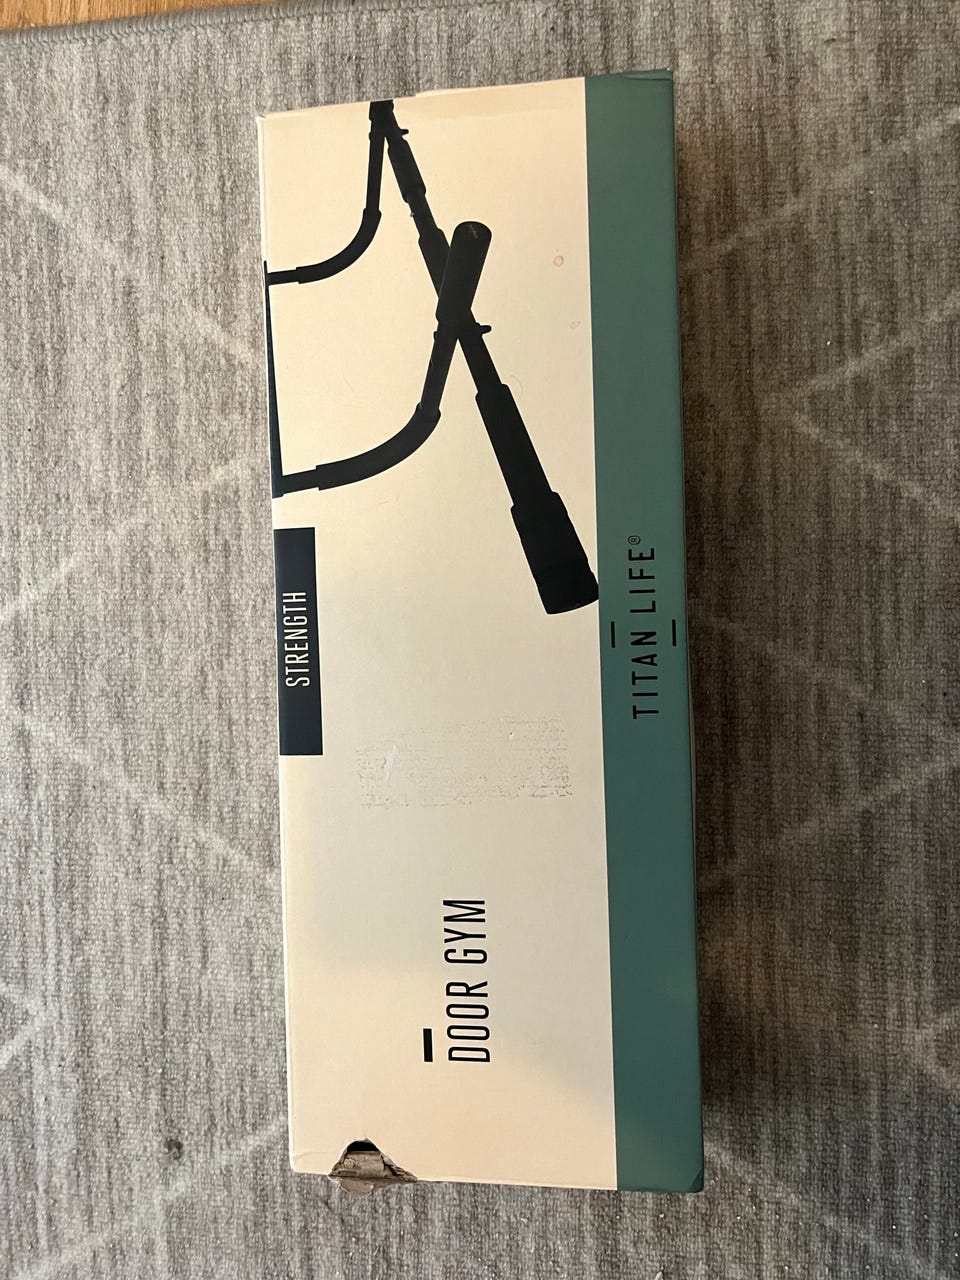 STRENGTH
DOOR GYM
TITAN LIFE®